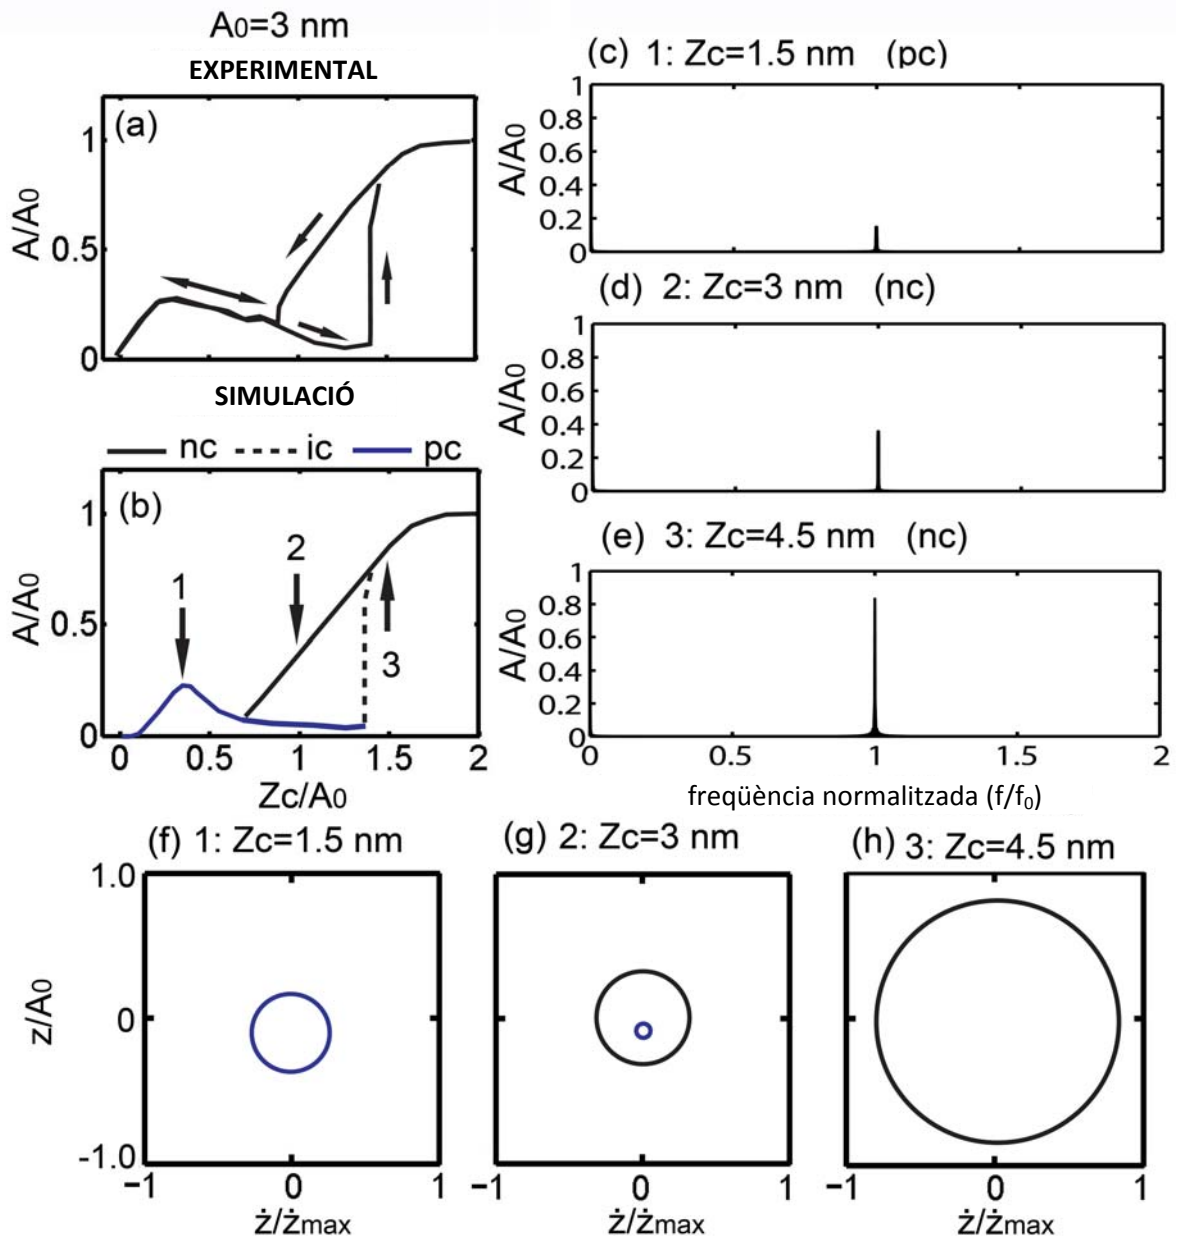 A0=3 nm
EXPERIMENTAL
(a)
A/A0
1
0.5
0
SIMULACIÓ
nc ic pc
(b)
A/A0
1
0.5
0
1
2
3
0 0.5 1 1.5 2
Zc/A0
(c) 1: Zc=1.5 nm (pc)
A/A0
1
0.8
0.6
0.4
0.2
0
(d) 2: Zc=3 nm (nc)
A/A0
1
0.8
0.6
0.4
0.2
0
(e) 3: Zc=4.5 nm (nc)
A/A0
1
0.8
0.6
0.4
0.2
0
0 0.5 1 1.5 2
freqüència normalitzada (f/f₀)
(f) 1: Zc=1.5 nm
z/A0
1.0
0
-1.0
−1 0 1
ż/żmax
(g) 2: Zc=3 nm
−1 0 1
ż/żmax
(h) 3: Zc=4.5 nm
−1 0 1
ż/żmax